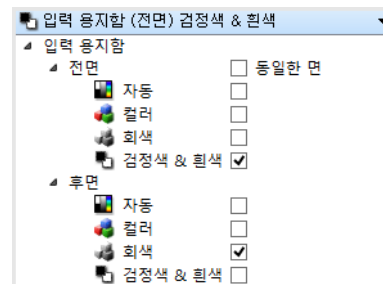 입력 용지함 (전면) 검정색 & 흰색
입력 용지함
전면 동일한 면
자동
컬러
회색
검정색 & 흰색
후면
자동
컬러
회색
검정색 & 흰색